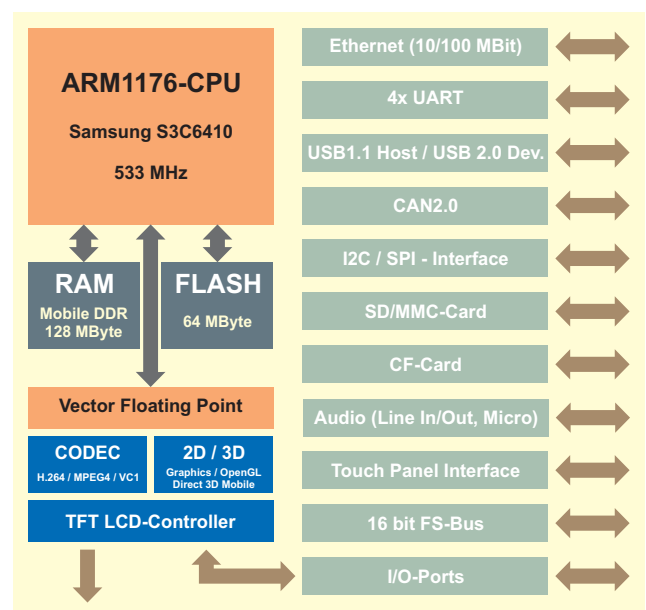 ARM1176-CPU
Samsung S3C6410
533 MHz
RAM
Mobile DDR
128 MByte
FLASH
64 MByte
Vector Floating Point
CODEC
H.264 / MPEG4 / VC1
2D / 3D
Graphics / OpenGL
Direct 3D Mobile
TFT LCD-Controller
Ethernet (10/100 MBit)
4x UART
USB1.1 Host / USB 2.0 Dev.
CAN2.0
I2C / SPI - Interface
SD/MMC-Card
CF-Card
Audio (Line In/Out, Micro)
Touch Panel Interface
16 bit FS-Bus
I/O-Ports